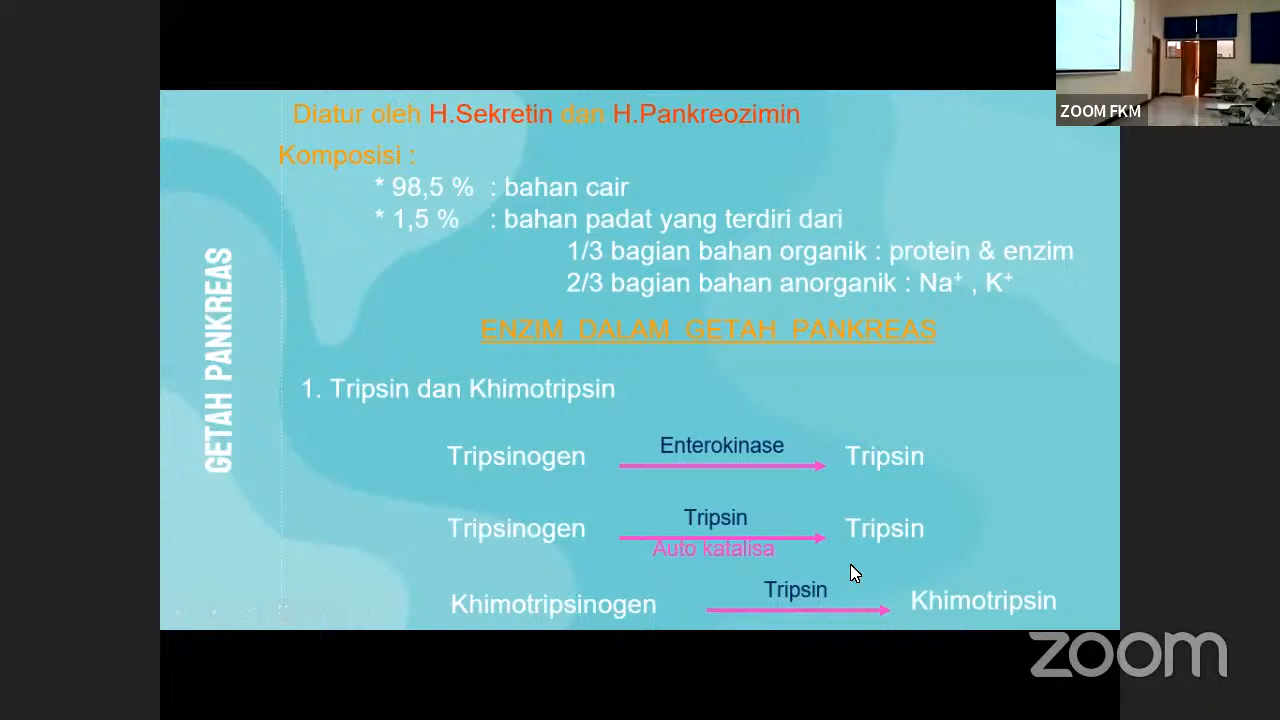 Diatur oleh H.Sekretin dan H.Pankreozimin
Komposisi :
* 98,5 % : bahan cair
* 1,5 % : bahan padat yang terdiri dari
1/3 bagian bahan organik : protein & enzim
2/3 bagian bahan anorganik : Na⁺ , K⁺
GETAH PANKREAS
ENZIM DALAM GETAH PANKREAS
1. Tripsin dan Khimotripsin
Tripsinogen Enterokinase Tripsin
Tripsinogen Tripsin Tripsin
Auto katalisa
Khimotripsinogen Tripsin Khimotripsin
ZOOM FKM
zoom